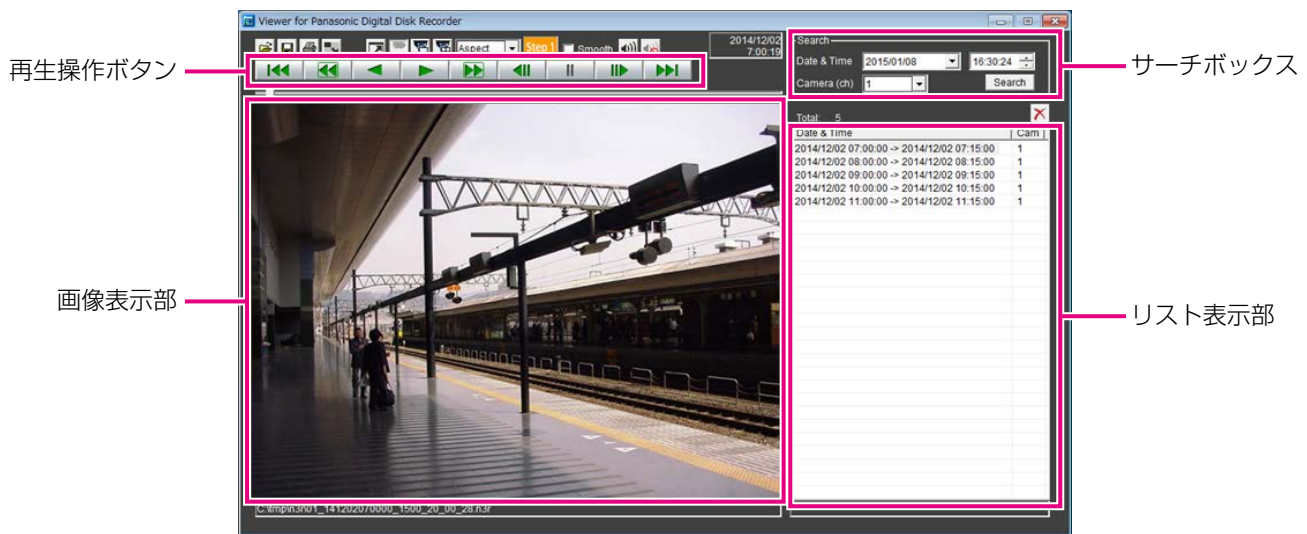 Viewer for Panasonic Digital Disk Recorder
Aspect
Step 1
Smooth
2014/12/02
7:00:19
Search
Date & Time 2015/01/08 16:30:24
Camera (ch) 1 Search
再生操作ボタン
サーチボックス
Total: 5
Date & Time Cam
2014/12/02 07:00:00 -> 2014/12/02 07:15:00 1
2014/12/02 08:00:00 -> 2014/12/02 08:15:00 1
2014/12/02 09:00:00 -> 2014/12/02 09:15:00 1
2014/12/02 10:00:00 -> 2014/12/02 10:15:00 1
2014/12/02 11:00:00 -> 2014/12/02 11:15:00 1
画像表示部
リスト表示部
C:\tmp\n3r\01_141202070000_1500_20_00_28.n3r